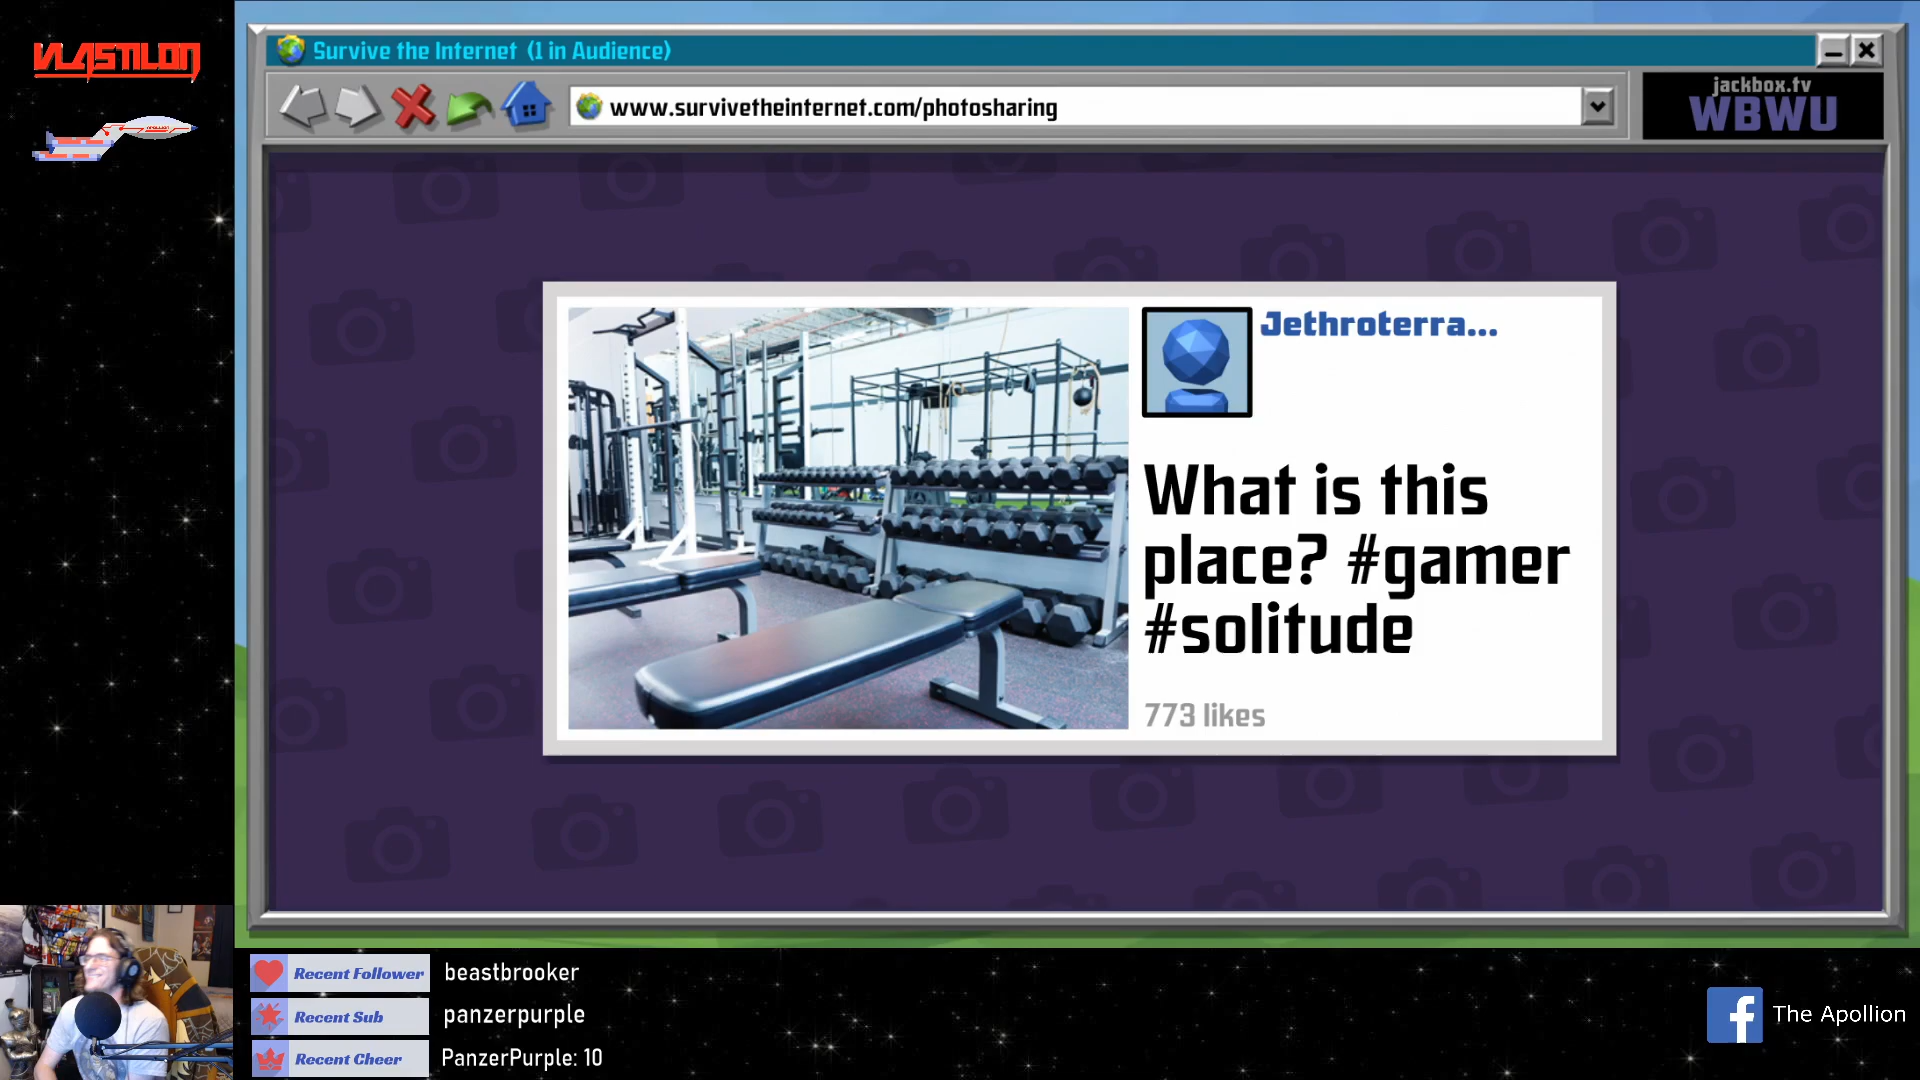 VLASTILON
Survive the Internet (1 in Audience)
www.survivetheinternet.com/photosharing
jackbox.tv
WBWU
Jethroterra...
What is this
place? #gamer
#solitude
773 likes
Recent Follower beastbrooker
Recent Sub panzerpurple
Recent Cheer PanzerPurple: 10
The Apollion